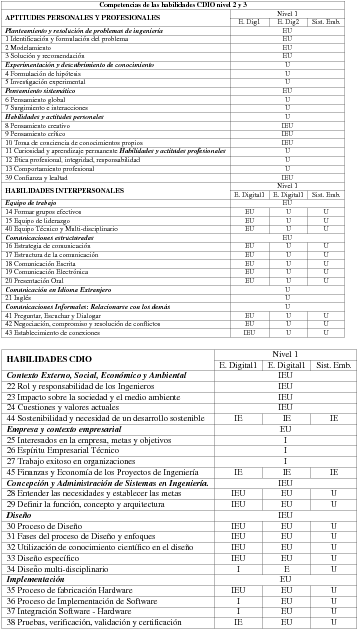 Competencias de las habilidades CDIO nivel 2 y 3
APTITUDES PERSONALES Y PROFESIONALES Nivel 1
E. Dig1 E. Dig2 Sist. Emb.
Planteamiento y resolución de problemas de ingeniería EU
1 Identificación y formulación del problema EU
2 Modelamiento EU
3 Solución y recomendación EU
Experimentación y descubrimiento de conocimiento U
4 Formulación de hipótesis U
5 Investigación experimental U
Pensamiento sistemático EU
6 Pensamiento global U
7 Surgimiento e interacciones U
Habilidades y actitudes personales U
8 Pensamiento creativo IEU
9 Pensamiento crítico EU
10 Toma de conciencia de conocimientos propios IEU
11 Curiosidad y aprendizaje permanente Habilidades y actitudes profesionales U
12 Ética profesional, integridad, responsabilidad U
13 Comportamiento profesional U
39 Confianza y lealtad IEU
HABILIDADES INTERPERSONALES Nivel 1
E. Digital1 E. Digital1 Sist. Emb.
Equipo de trabajo EU
14 Formar grupos efectivos EU U U
15 Equipo de liderazgo EU U U
40 Equipo Técnico y Multi-disciplinario EU U U
Comunicaciones estructuradas EU
16 Estrategia de comunicación EU U U
17 Estructura de la comunicación EU U U
18 Comunicación Escrita EU U U
19 Comunicación Electrónica EU U U
20 Presentación Oral EU U U
Comunicación en Idioma Extranjero U
21 Inglés U
Comunicaciones Informales: Relacionarse con los demás U
41 Preguntar, Escuchar y Dialogar EU U U
42 Negociación, compromiso y resolución de conflictos EU U U
43 Establecimiento de conexiones IEU U U
HABILIDADES CDIO Nivel 1
E. Digital1 E. Digital1 Sist. Emb.
Contexto Externo, Social, Económico y Ambiental IEU
22 Rol y responsabilidad de los Ingenieros IEU
23 Impacto sobre la sociedad y el medio ambiente IEU
24 Cuestiones y valores actuales IEU
44 Sostenibilidad y necesidad de un desarrollo sostenible IE IE IE
Empresa y contexto empresarial EU
25 Interesados en la empresa, metas y objetivos I
26 Espíritu Empresarial Técnico I
27 Trabajo exitoso en organizaciones I
45 Finanzas y Economía de los Proyectos de Ingeniería IE IE IE
Concepción y Administración de Sistemas en Ingeniería. IEU
28 Entender las necesidades y establecer las metas IEU EU U
29 Definir la función, concepto y arquitectura IEU EU U
Diseño IEU
30 Proceso de Diseño IEU EU U
31 Fases del proceso de Diseño y enfoques IEU EU U
32 Utilización de conocimiento científico en el diseño IEU EU U
33 Diseño específico IEU EU U
34 Diseño multi-disciplinario I E U
Implementación EU
35 Proceso de fabricación Hardware IEU EU U
36 Proceso de Implementación de Software I EU U
37 Integración Software - Hardware I EU U
38 Pruebas, verificación, validación y certificación IE EU U